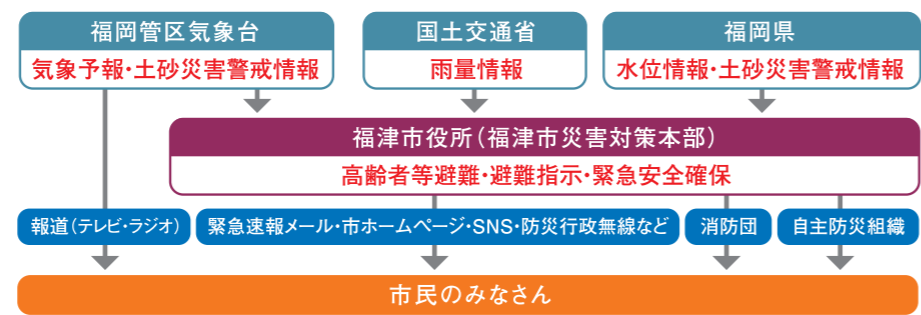 福岡管区気象台
気象予報・土砂災害警戒情報
国土交通省
雨量情報
福岡県
水位情報・土砂災害警戒情報
福津市役所(福津市災害対策本部)
高齢者等避難・避難指示・緊急安全確保
報道(テレビ・ラジオ)
緊急速報メール・市ホームページ・SNS・防災行政無線など
消防団
自主防災組織
市民のみなさん